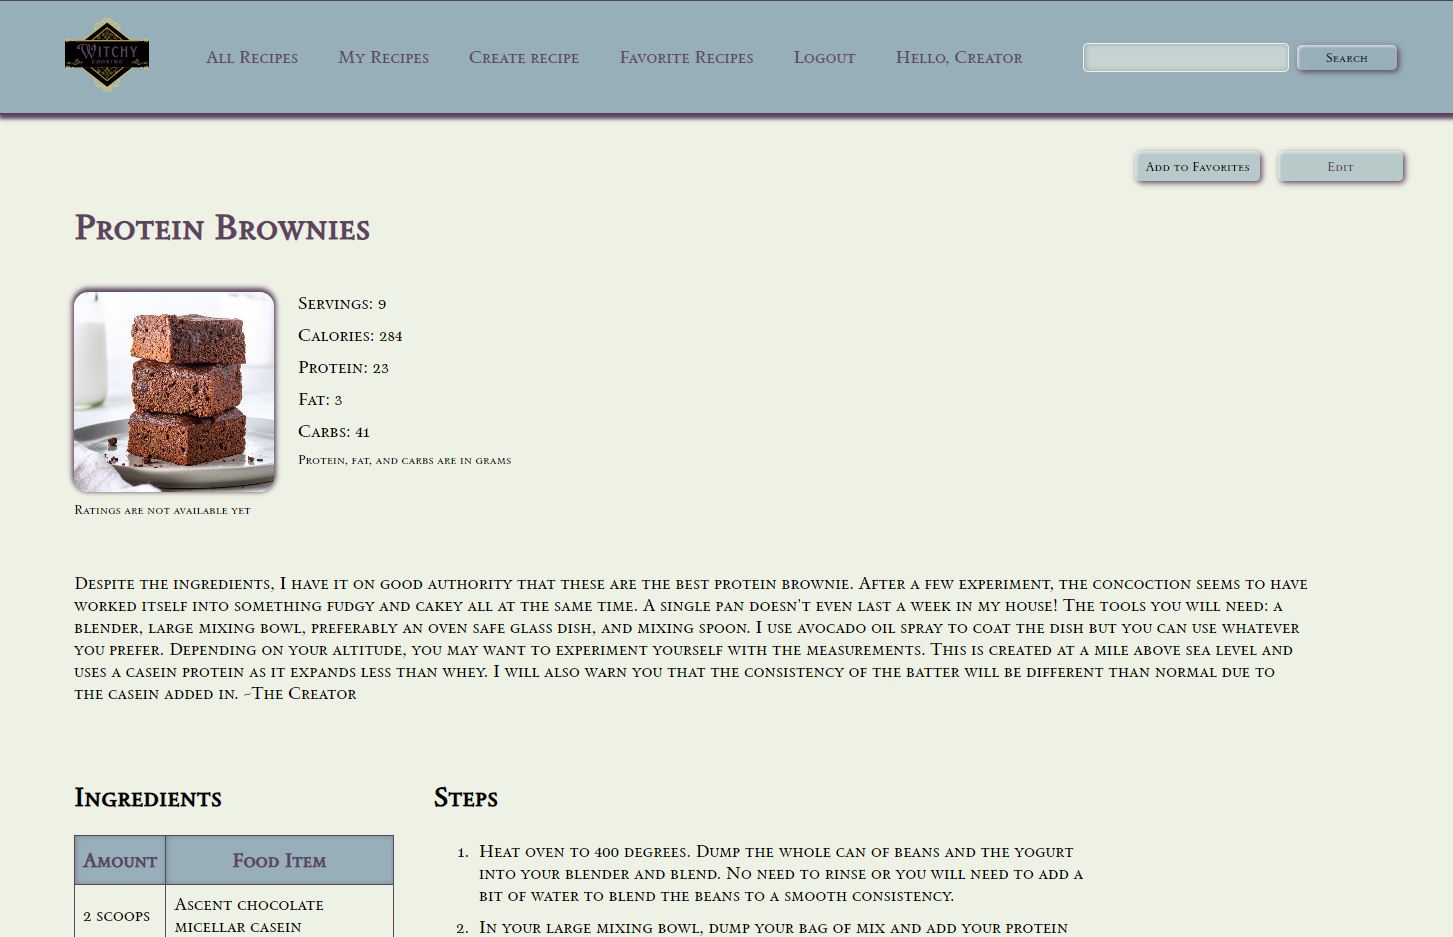 Witchy
Cooking
All Recipes My Recipes Create recipe Favorite Recipes Logout Hello, Creator Search
Add to Favorites Edit
Protein Brownies
Servings: 9
Calories: 284
Protein: 23
Fat: 3
Carbs: 41
Protein, fat, and carbs are in grams
Ratings are not available yet
Despite the ingredients, I have it on good authority that these are the best protein brownie. After a few experiment, the concoction seems to have
worked itself into something fudgy and cakey all at the same time. A single pan doesn't even last a week in my house! The tools you will need: a
blender, large mixing bowl, preferably an oven safe glass dish, and mixing spoon. I use avocado oil spray to coat the dish but you can use whatever
you prefer. Depending on your altitude, you may want to experiment yourself with the measurements. This is created at a mile above sea level and
uses a casein protein as it expands less than whey. I will also warn you that the consistency of the batter will be different than normal due to
the casein added in. ~The Creator
Ingredients
Amount Food Item
2 scoops Ascent chocolate
micellar casein
Steps
1. Heat oven to 400 degrees. Dump the whole can of beans and the yogurt
into your blender and blend. No need to rinse or you will need to add a
bit of water to blend the beans to a smooth consistency.
2. In your large mixing bowl, dump your bag of mix and add your protein